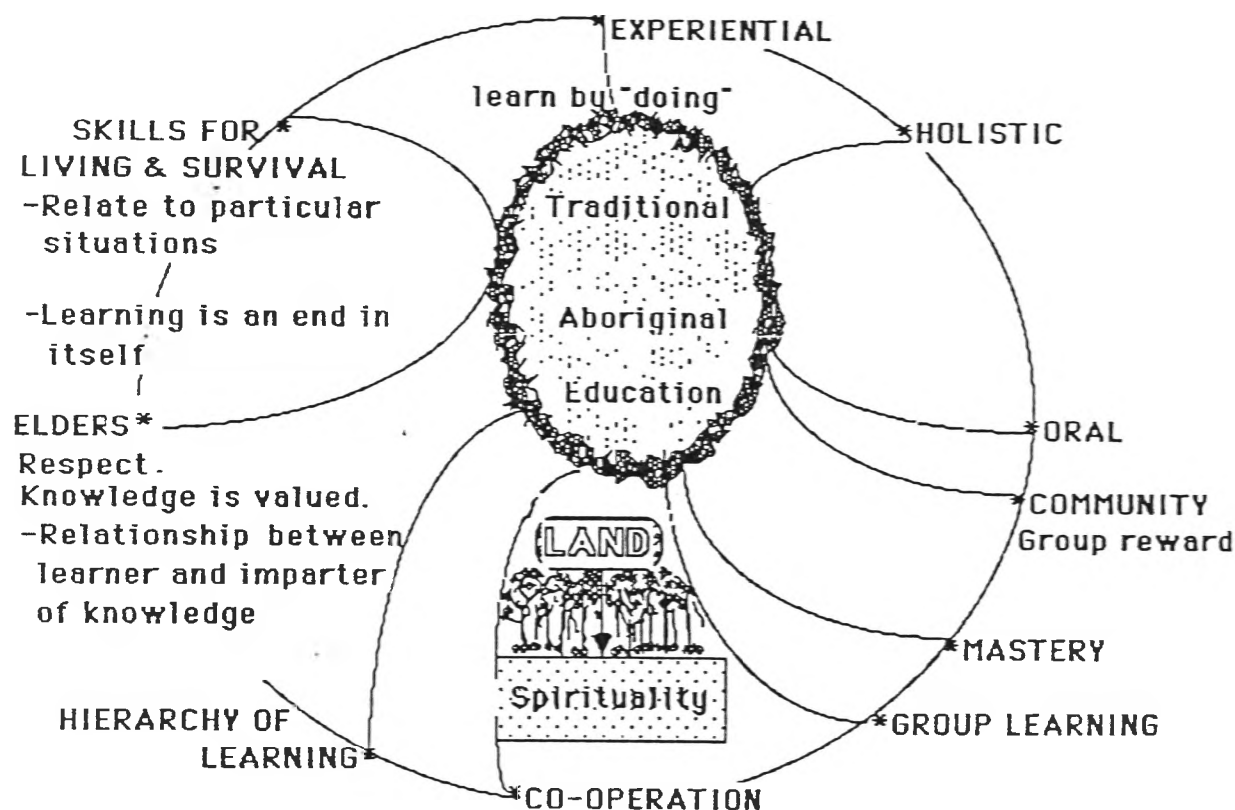 *EXPERIENTIAL
learn by "doing"
SKILLS FOR *
LIVING & SURVIVAL
-Relate to particular
situations
-Learning is an end in
itself
*HOLISTIC
Traditional
Aboriginal
Education
ELDERS*
Respect.
Knowledge is valued.
-Relationship between
learner and imparter
of knowledge
*ORAL
*COMMUNITY
Group reward
LAND
Spirituality
*MASTERY
*GROUP LEARNING
HIERARCHY OF
LEARNING*
*CO-OPERATION